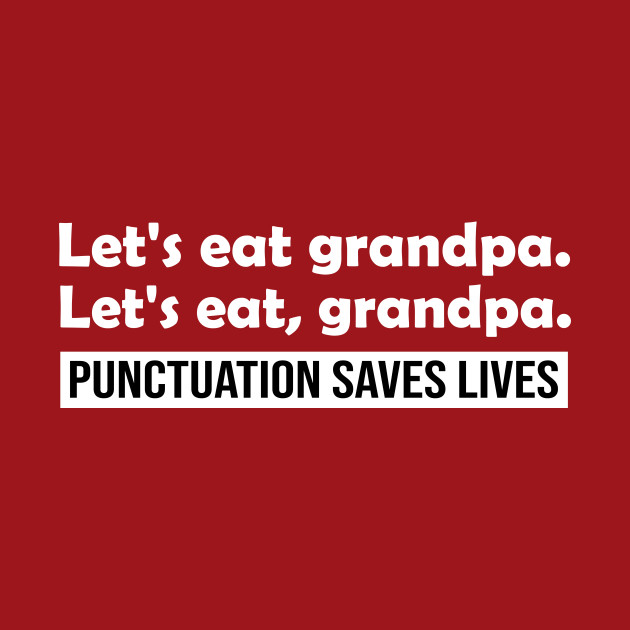 Let's eat grandpa.
Let's eat, grandpa.
PUNCTUATION SAVES LIVES